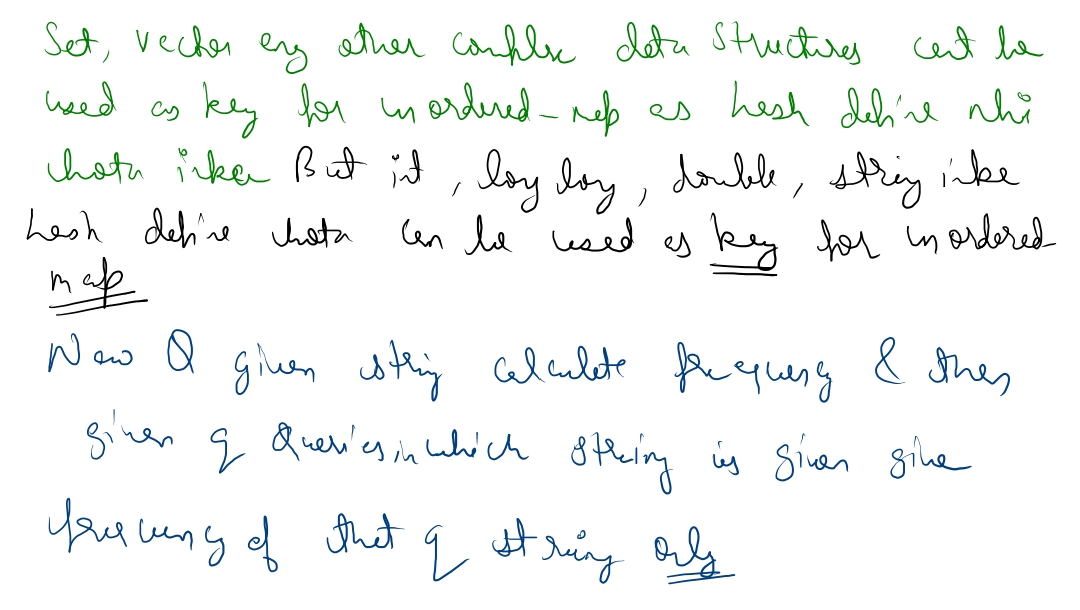 Set, vector any other complex data structures cant be
used as key for unordered_map as hash define nhi
hota inka But int, long long, double, string inke
hash define hota can be used as key for unordered
map
Now Q given string calculate frequency & then
given q Queries, in which string is given give
frequency of that q string only